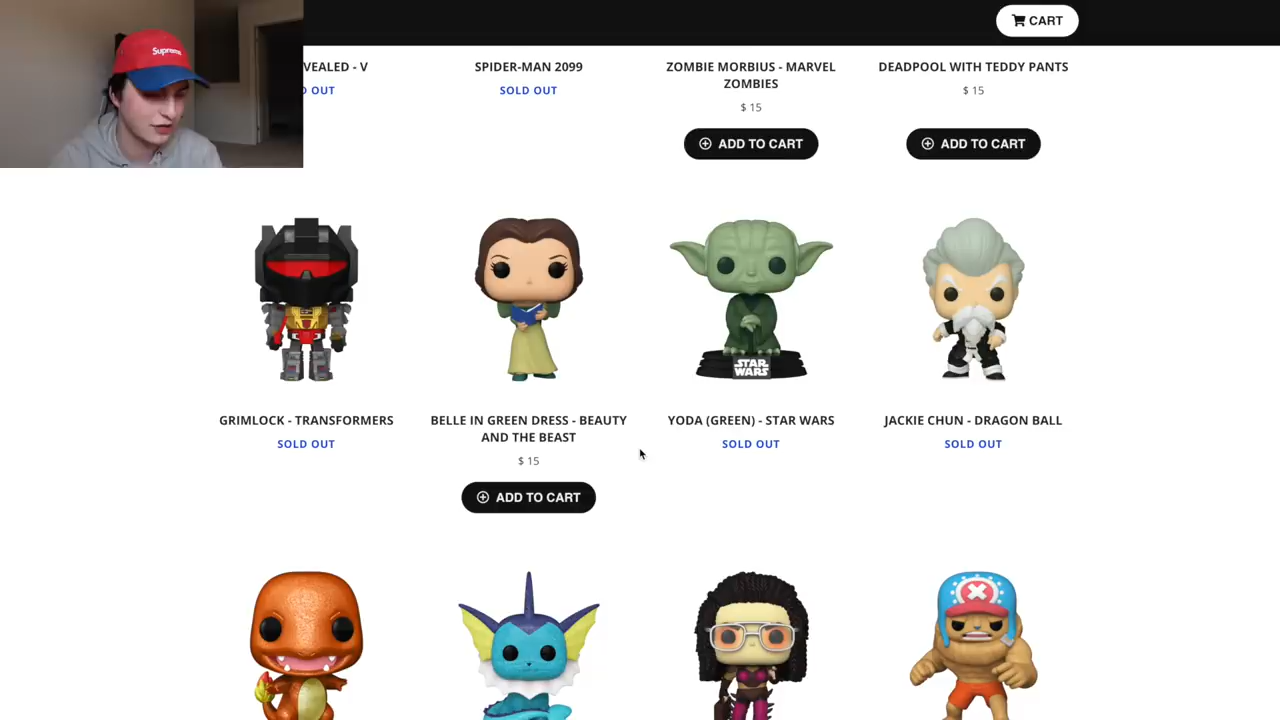 CART
VEALED - V
D OUT
SPIDER-MAN 2099
SOLD OUT
ZOMBIE MORBIUS - MARVEL
ZOMBIES
$ 15
ADD TO CART
DEADPOOL WITH TEDDY PANTS
$ 15
ADD TO CART
Supreme
STAR
WARS
GRIMLOCK - TRANSFORMERS
SOLD OUT
BELLE IN GREEN DRESS - BEAUTY
AND THE BEAST
$ 15
ADD TO CART
YODA (GREEN) - STAR WARS
SOLD OUT
JACKIE CHUN - DRAGON BALL
SOLD OUT